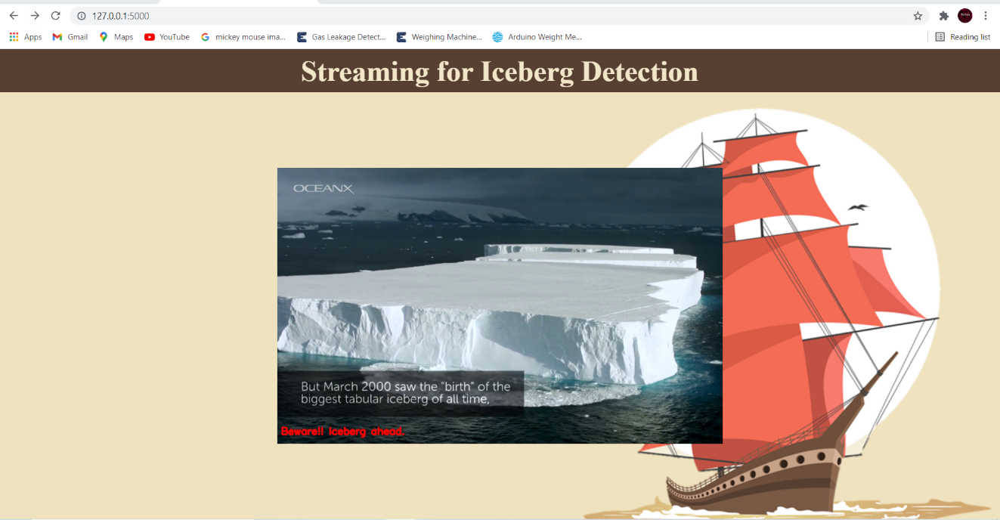 127.0.0.1:5000
Apps
Gmail
Maps
YouTube
mickey mouse ima...
Gas Leakage Detect...
Weighing Machine...
Arduino Weight Me...
Reading list
Streaming for Iceberg Detection
OCEANX
But March 2000 saw the "birth" of the
biggest tabular iceberg of all time,
Beware!! Iceberg ahead.